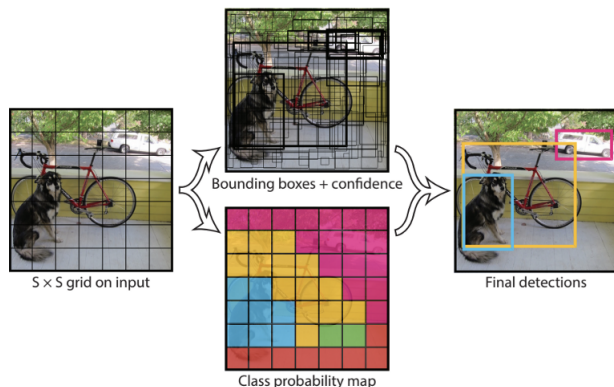 Bounding boxes + confidence
S × S grid on input
Final detections
Class probability map